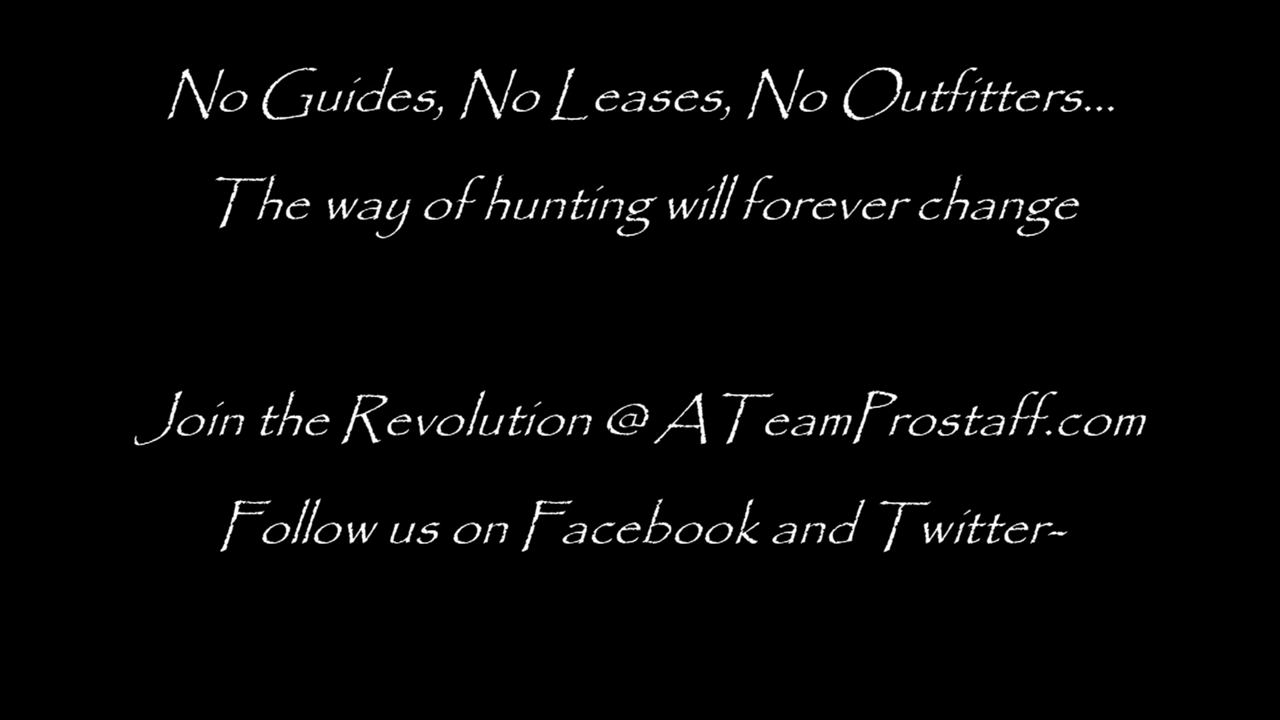 No Guides, No Leases, No Outfitters...
The way of hunting will forever change
Join the Revolution @ ATeamProstaff.com
Follow us on Facebook and Twitter-